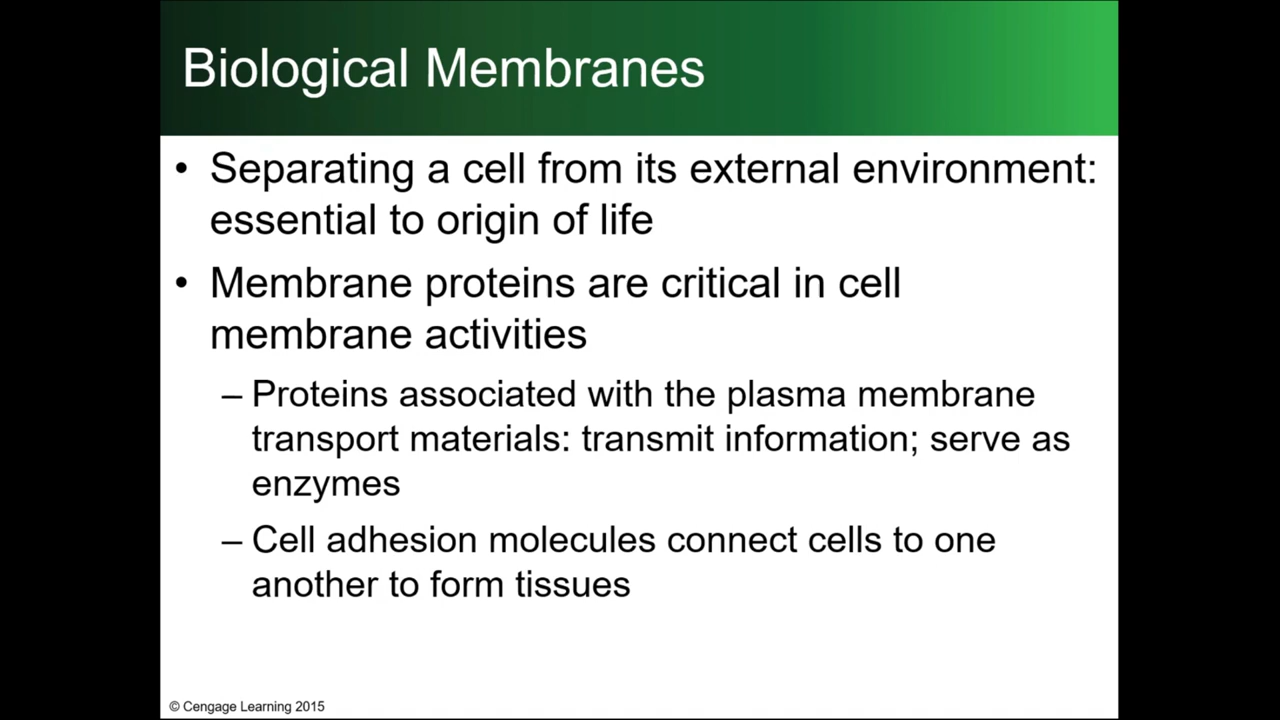 Biological Membranes
• Separating a cell from its external environment:
essential to origin of life
• Membrane proteins are critical in cell
membrane activities
– Proteins associated with the plasma membrane
transport materials: transmit information; serve as
enzymes
– Cell adhesion molecules connect cells to one
another to form tissues
© Cengage Learning 2015